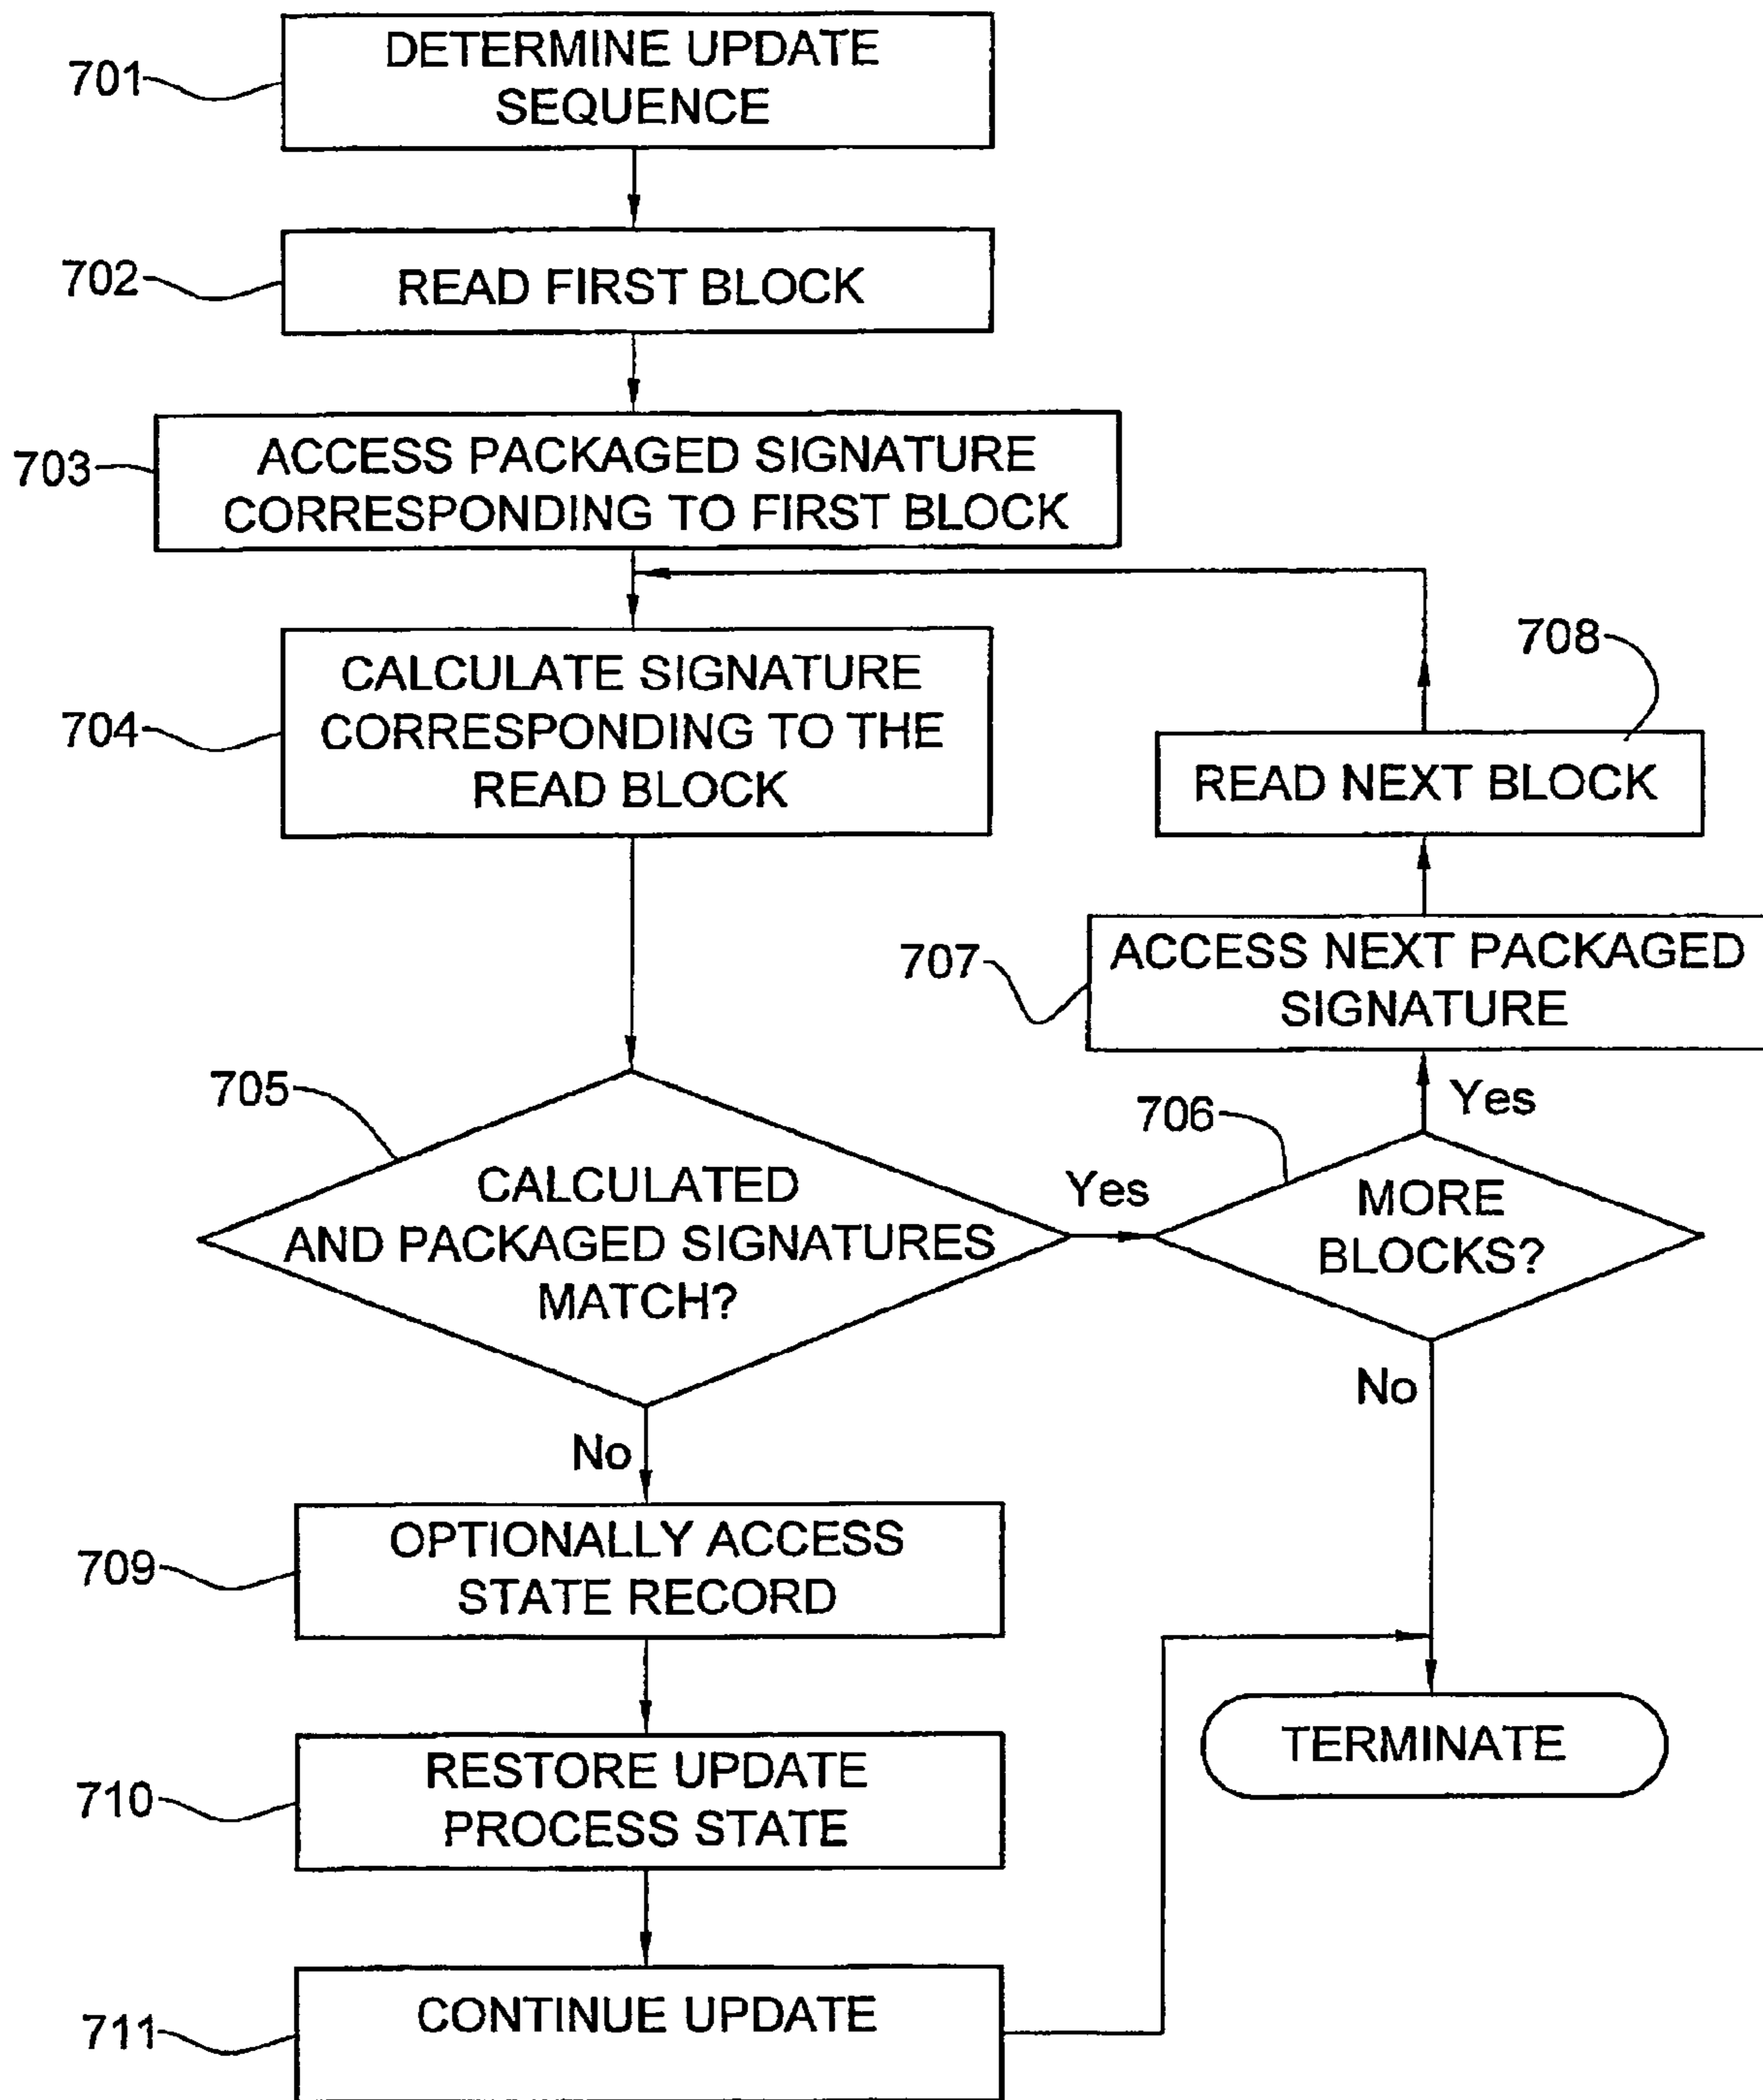 701
DETERMINE UPDATE
SEQUENCE
702
READ FIRST BLOCK
703
ACCESS PACKAGED SIGNATURE
CORRESPONDING TO FIRST BLOCK
704
CALCULATE SIGNATURE
CORRESPONDING TO THE
READ BLOCK
708
READ NEXT BLOCK
707
ACCESS NEXT PACKAGED
SIGNATURE
705
CALCULATED
AND PACKAGED SIGNATURES
MATCH?
Yes
706
MORE
BLOCKS?
Yes
No
No
709
OPTIONALLY ACCESS
STATE RECORD
710
RESTORE UPDATE
PROCESS STATE
711
CONTINUE UPDATE
TERMINATE